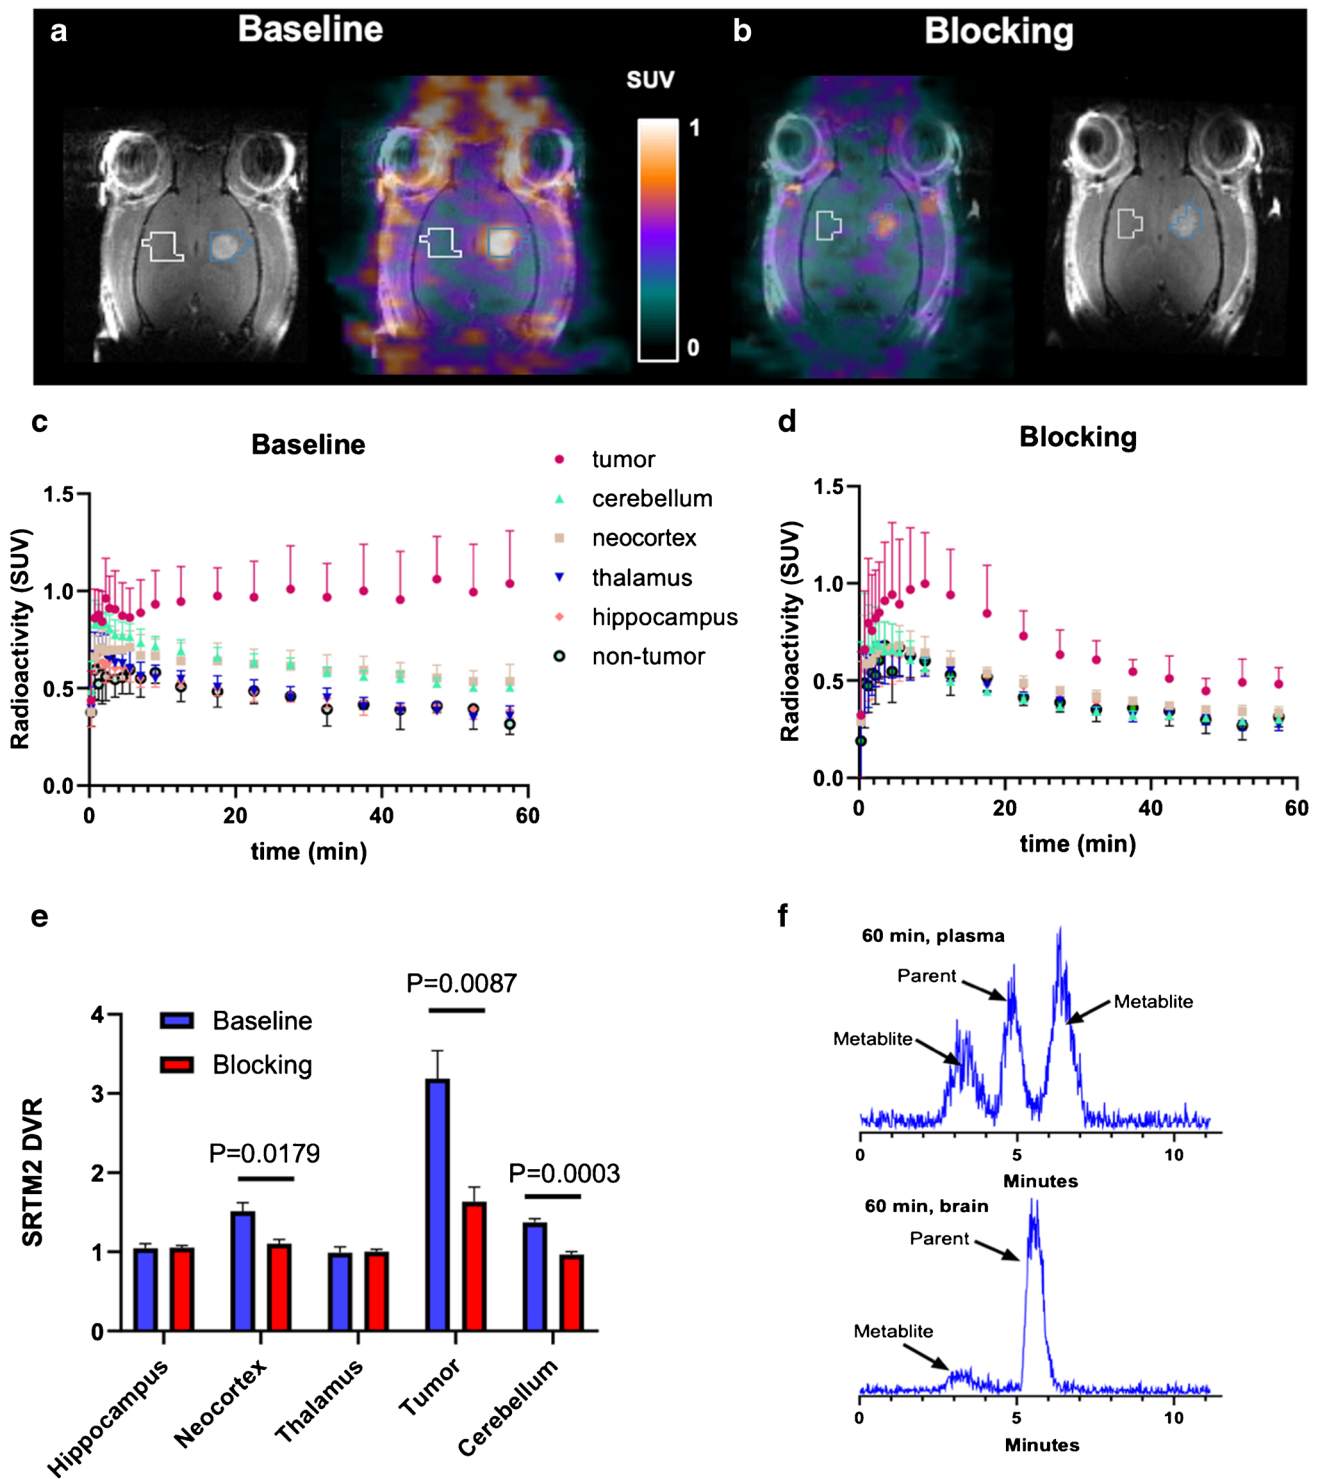 a Baseline
b Blocking
SUV
1
0
c
Baseline
Radioactivity (SUV)
1.5
1.0
0.5
0.0
0 20 40 60
time (min)
tumor
cerebellum
neocortex
thalamus
hippocampus
non-tumor
d
Blocking
Radioactivity (SUV)
1.5
1.0
0.5
0.0
0 20 40 60
time (min)
e
SRTM2 DVR
4
3
2
1
0
Baseline
Blocking
P=0.0179
P=0.0087
P=0.0003
Hippocampus
Neocortex
Thalamus
Tumor
Cerebellum
f
60 min, plasma
Parent
Metablite
Metablite
0 5 10
Minutes
60 min, brain
Parent
Metablite
0 5 10
Minutes